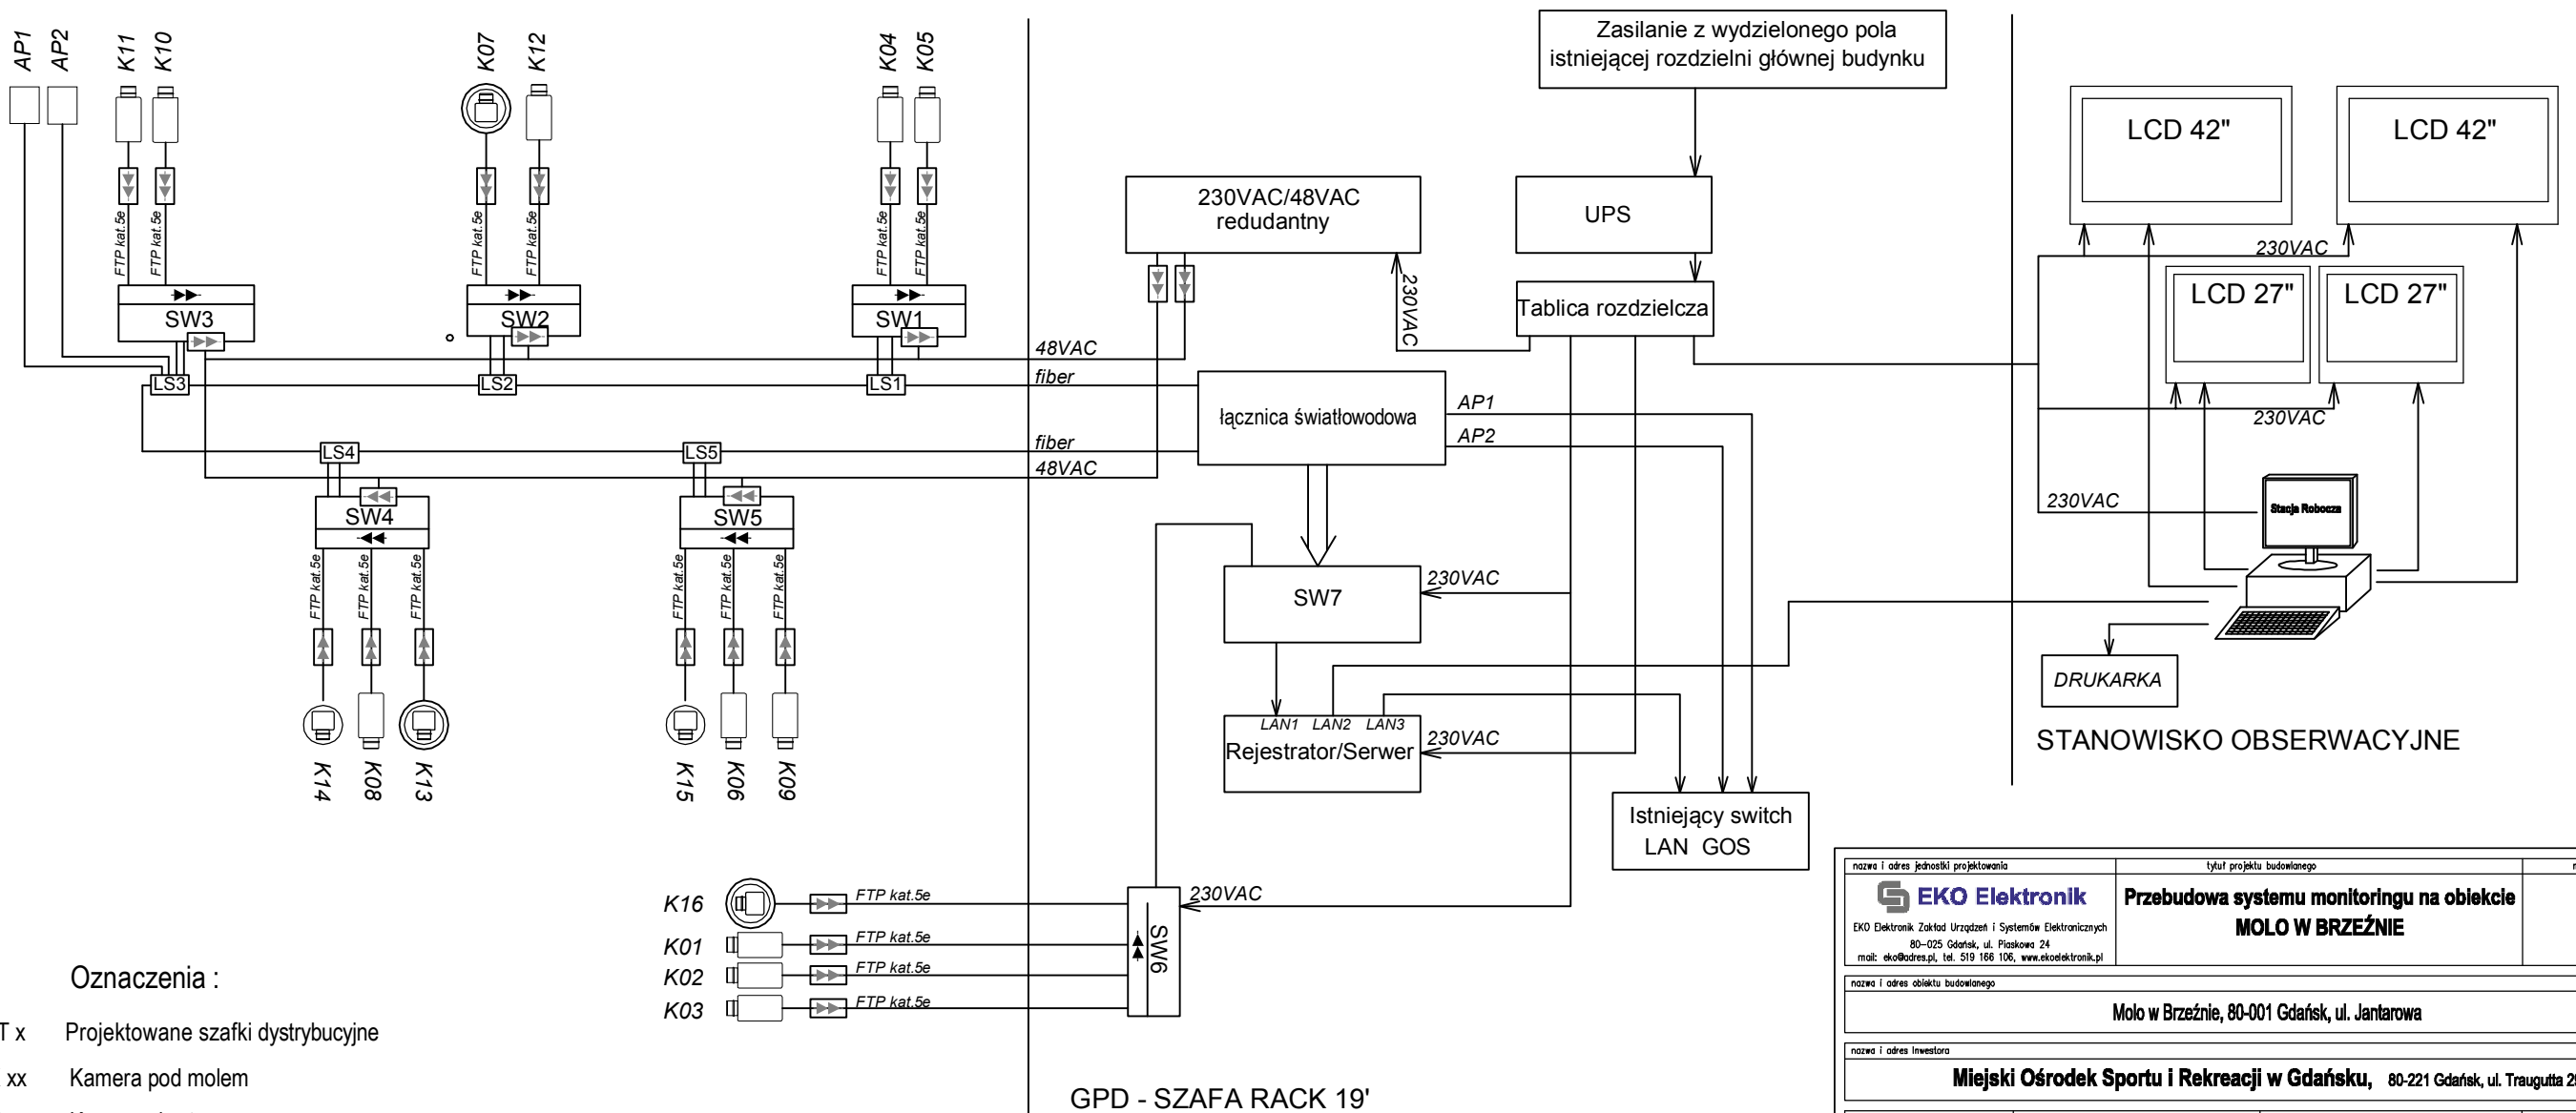 AP1
AP2
K11
K10
K07
K12
K04
K05
Zasilanie z wydzielonego pola
istniejącej rozdzielni głównej budynku
LCD 42"
LCD 42"
230VAC/48VAC
redudantny
UPS
FTP kat.5e
FTP kat.5e
FTP kat.5e
FTP kat.5e
FTP kat.5e
FTP kat.5e
230VAC
230VAC
LCD 27"
LCD 27"
Tablica rozdzielcza
SW3
SW2
SW1
48VAC
fiber
LS3
LS2
LS1
łącznica światłowodowa
AP1
AP2
230VAC
fiber
48VAC
LS4
LS5
SW4
SW5
230VAC
Stacja Robocza
FTP kat.5e
FTP kat.5e
FTP kat.5e
FTP kat.5e
FTP kat.5e
FTP kat.5e
SW7
230VAC
DRUKARKA
LAN1
LAN2
LAN3
Rejestrator/Serwer
230VAC
STANOWISKO OBSERWACYJNE
K14
K08
K13
K15
K06
K09
Istniejący switch
LAN GOS
K16
FTP kat.5e
230VAC
K01
FTP kat.5e
K02
FTP kat.5e
K03
FTP kat.5e
SW6
Oznaczenia :
T x Projektowane szafki dystrybucyjne
xx Kamera pod molem
GPD - SZAFA RACK 19'
nazwa i adres jednostki projektowania
tytuł projektu budowlanego
EKO Elektronik
EKO Elektronik Zakład Urządzeń i Systemów Elektronicznych
80-025 Gdańsk, ul. Piaskowa 24
mail: eko@adres.pl, tel. 519 166 106, www.ekoelektronik.pl
Przebudowa systemu monitoringu na obiekcie
MOLO W BRZEŹNIE
nazwa i adres obiektu budowlanego
Molo w Brzeźnie, 80-001 Gdańsk, ul. Jantarowa
nazwa i adres Inwestora
Miejski Ośrodek Sportu i Rekreacji w Gdańsku, 80-221 Gdańsk, ul. Traugutta